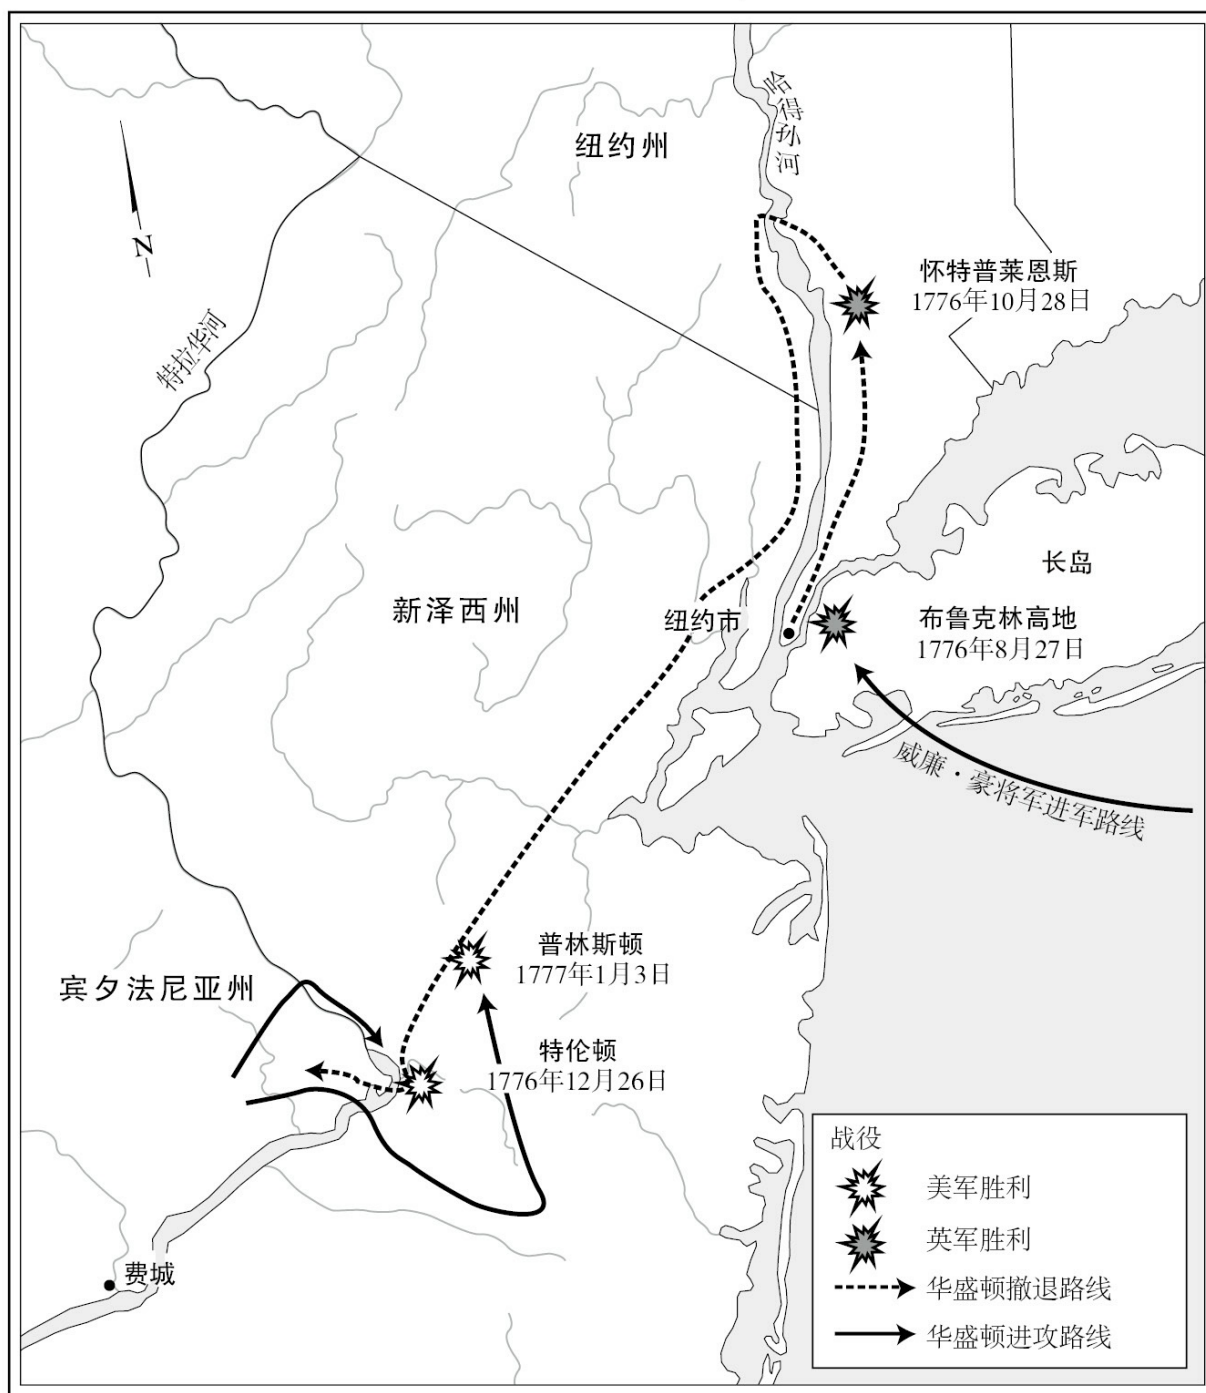 哈得孙河
纽约州
N
怀特普莱恩斯
1776年10月28日
特拉华河
长岛
新泽西州
纽约市
布鲁克林高地
1776年8月27日
威廉·豪将军进军路线
普林斯顿
1777年1月3日
宾夕法尼亚州
特伦顿
1776年12月26日
战役
美军胜利
英军胜利
费城
华盛顿撤退路线
华盛顿进攻路线